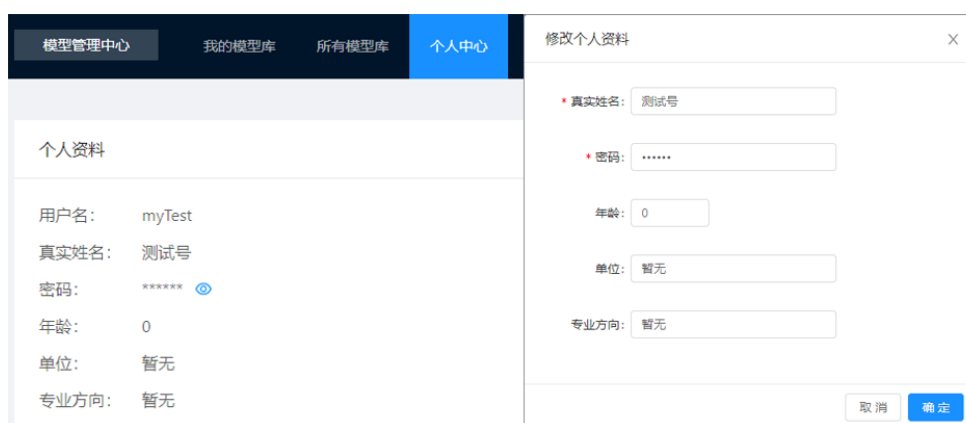 模型管理中心 我的模型库 所有模型库 个人中心
个人资料
用户名： myTest
真实姓名： 测试号
密码： ******
年龄： 0
单位： 暂无
专业方向： 暂无
修改个人资料
* 真实姓名： 测试号
* 密码： ••••••
年龄： 0
单位： 暂无
专业方向： 暂无
取 消 确 定